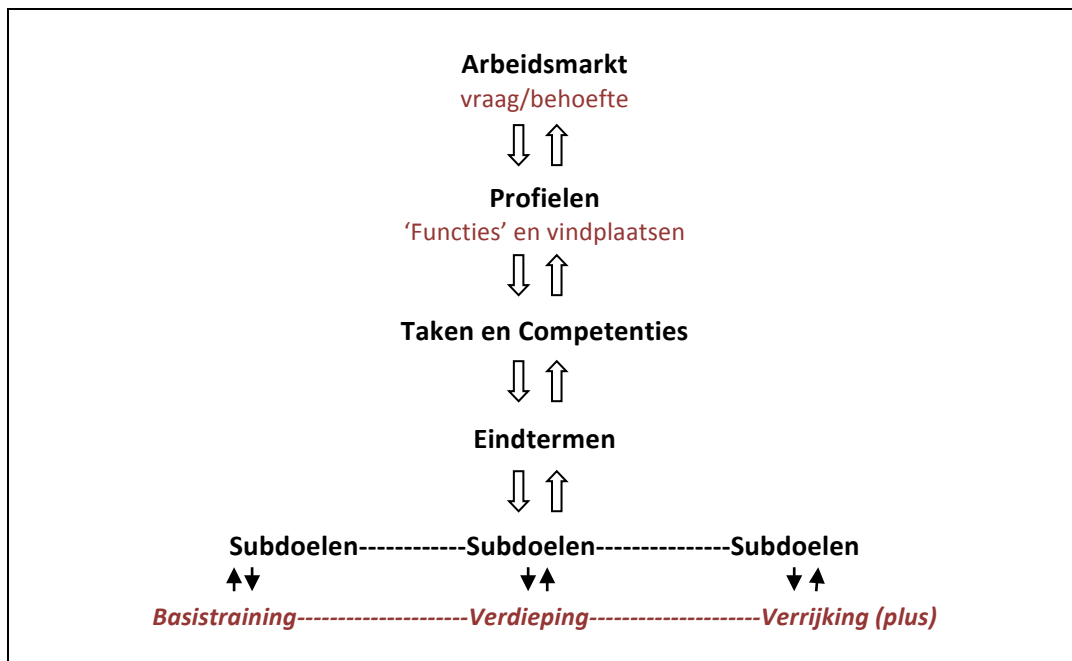 Arbeidsmarkt
vraag/behoefte
Profielen
‘Functies’ en vindplaatsen
Taken en Competenties
Eindtermen
Subdoelen------------Subdoelen---------------Subdoelen
Basistraining---------------------Verdieping---------------------Verrijking (plus)